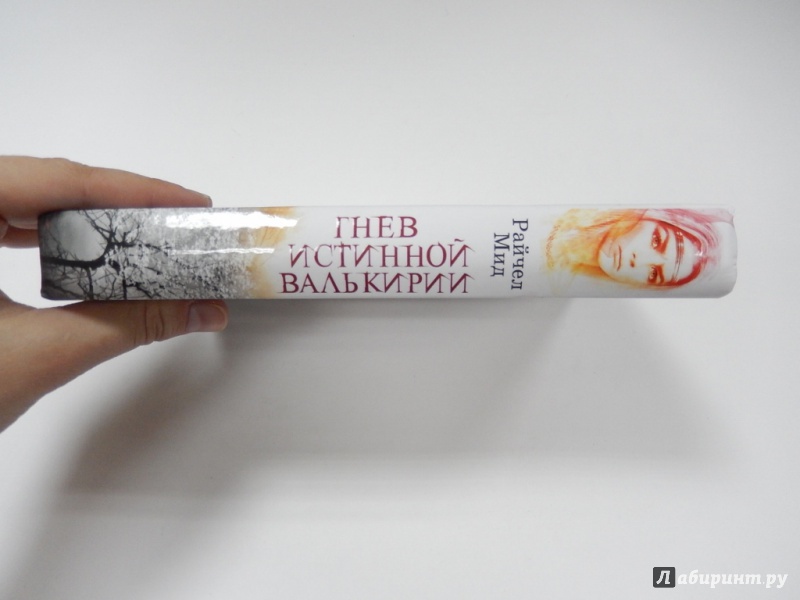 ГНЕВ
ИСТИННОЙ
ВАЛЬКИРИИ
Райчел
Мид
Лабиринт.ру